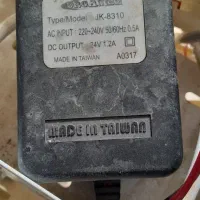 Type/Model: JK-8310
AC INPUT : 220-240V 50/60Hz 0.5A
DC OUTPUT : 24V 1.2A
MADE IN TAIWAN A0317
MADE IN TAIWAN